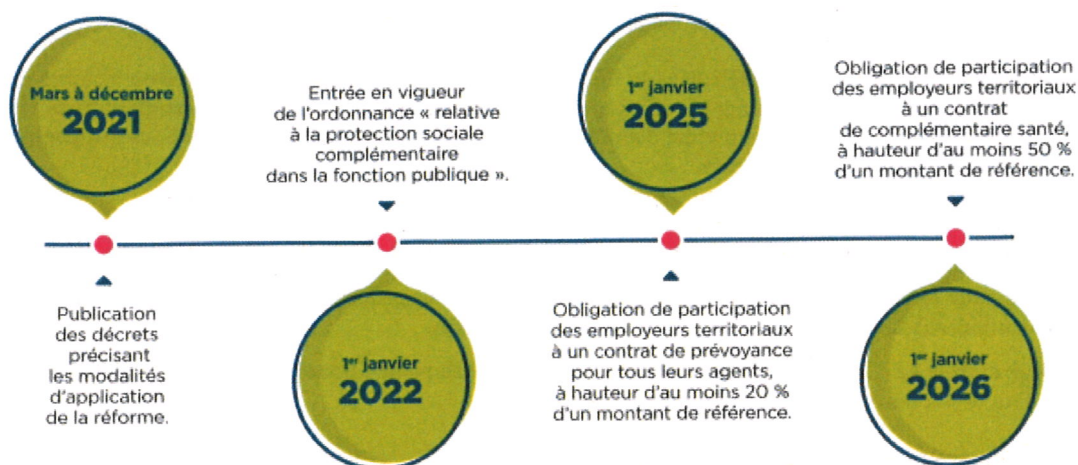 Mars à décembre
2021
Publication
des décrets
précisant
les modalités
d'application
de la réforme.
Entrée en vigueur
de l'ordonnance « relative
à la protection sociale
complémentaire
dans la fonction publique ».
1er janvier
2022
1er janvier
2025
Obligation de participation
des employeurs territoriaux
à un contrat de prévoyance
pour tous leurs agents,
à hauteur d'au moins 20 %
d'un montant de référence.
Obligation de participation
des employeurs territoriaux
à un contrat
de complémentaire santé,
à hauteur d'au moins 50 %
d'un montant de référence.
1er janvier
2026